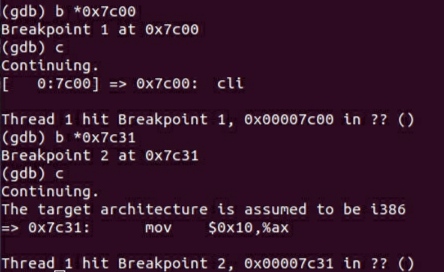 (gdb) b *0x7c00
Breakpoint 1 at 0x7c00
(gdb) c
Continuing.
[   0:7c00] => 0x7c00:  cli

Thread 1 hit Breakpoint 1, 0x00007c00 in ?? ()
(gdb) b *0x7c31
Breakpoint 2 at 0x7c31
(gdb) c
Continuing.
The target architecture is assumed to be i386
=> 0x7c31:      mov    $0x10,%ax

Thread 1 hit Breakpoint 2, 0x00007c31 in ?? ()